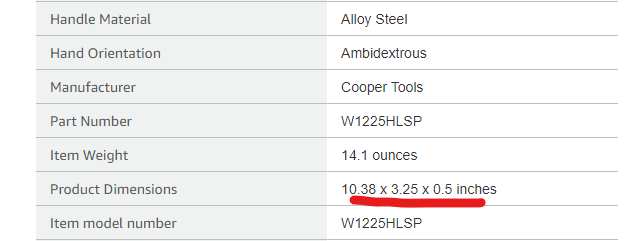 Handle Material Alloy Steel
Hand Orientation Ambidextrous
Manufacturer Cooper Tools
Part Number W1225HLSP
Item Weight 14.1 ounces
Product Dimensions 10.38 x 3.25 x 0.5 inches
Item model number W1225HLSP